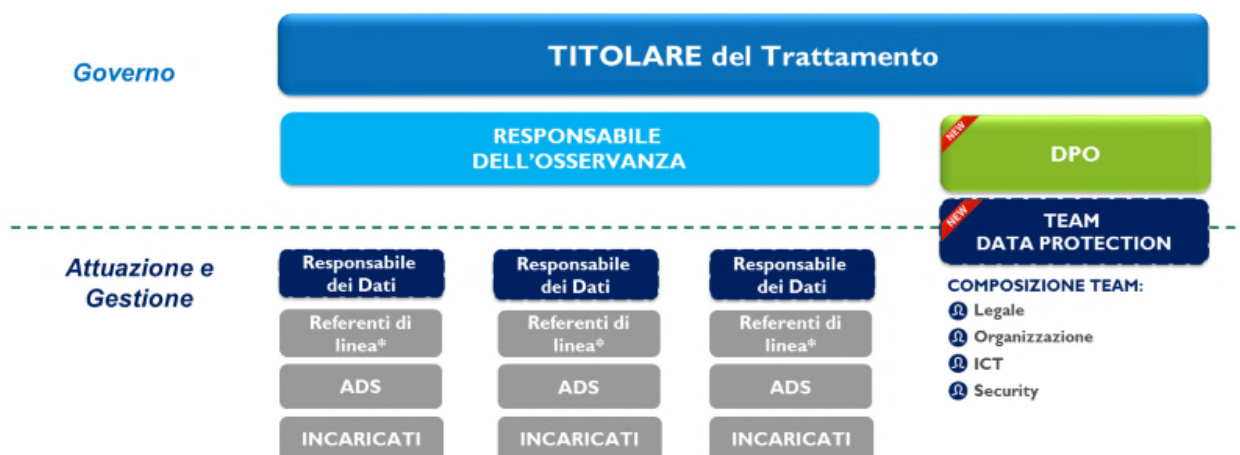 Governo
TITOLARE del Trattamento
RESPONSABILE
DELL'OSSERVANZA
NEW
DPO
NEW
TEAM
DATA PROTECTION
Attuazione e
Gestione
Responsabile
dei Dati
Referenti di
linea*
ADS
INCARICATI
Responsabile
dei Dati
Referenti di
linea*
ADS
INCARICATI
Responsabile
dei Dati
Referenti di
linea*
ADS
INCARICATI
COMPOSIZIONE TEAM:
Ω Legale
Ω Organizzazione
Ω ICT
Ω Security